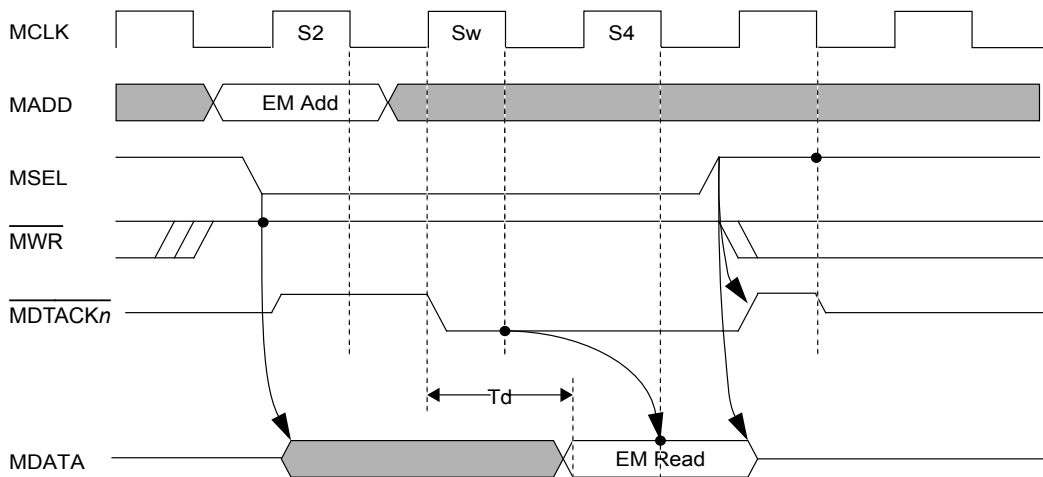 MCLK S2 Sw S4
MADD EM Add
MSEL
MWR
MDTACKn
Td
MDATA EM Read